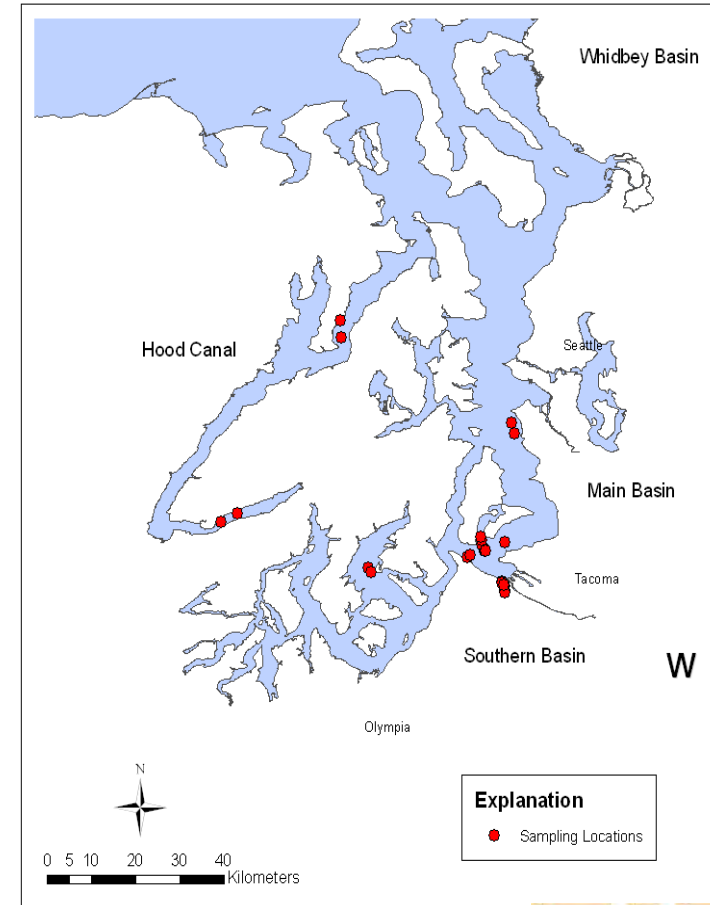 Whidbey Basin
Seattle
Hood Canal
Main Basin
Tacoma
Southern Basin
W
Olympia
N
Explanation
Sampling Locations
0 5 10 20 30 40
Kilometers